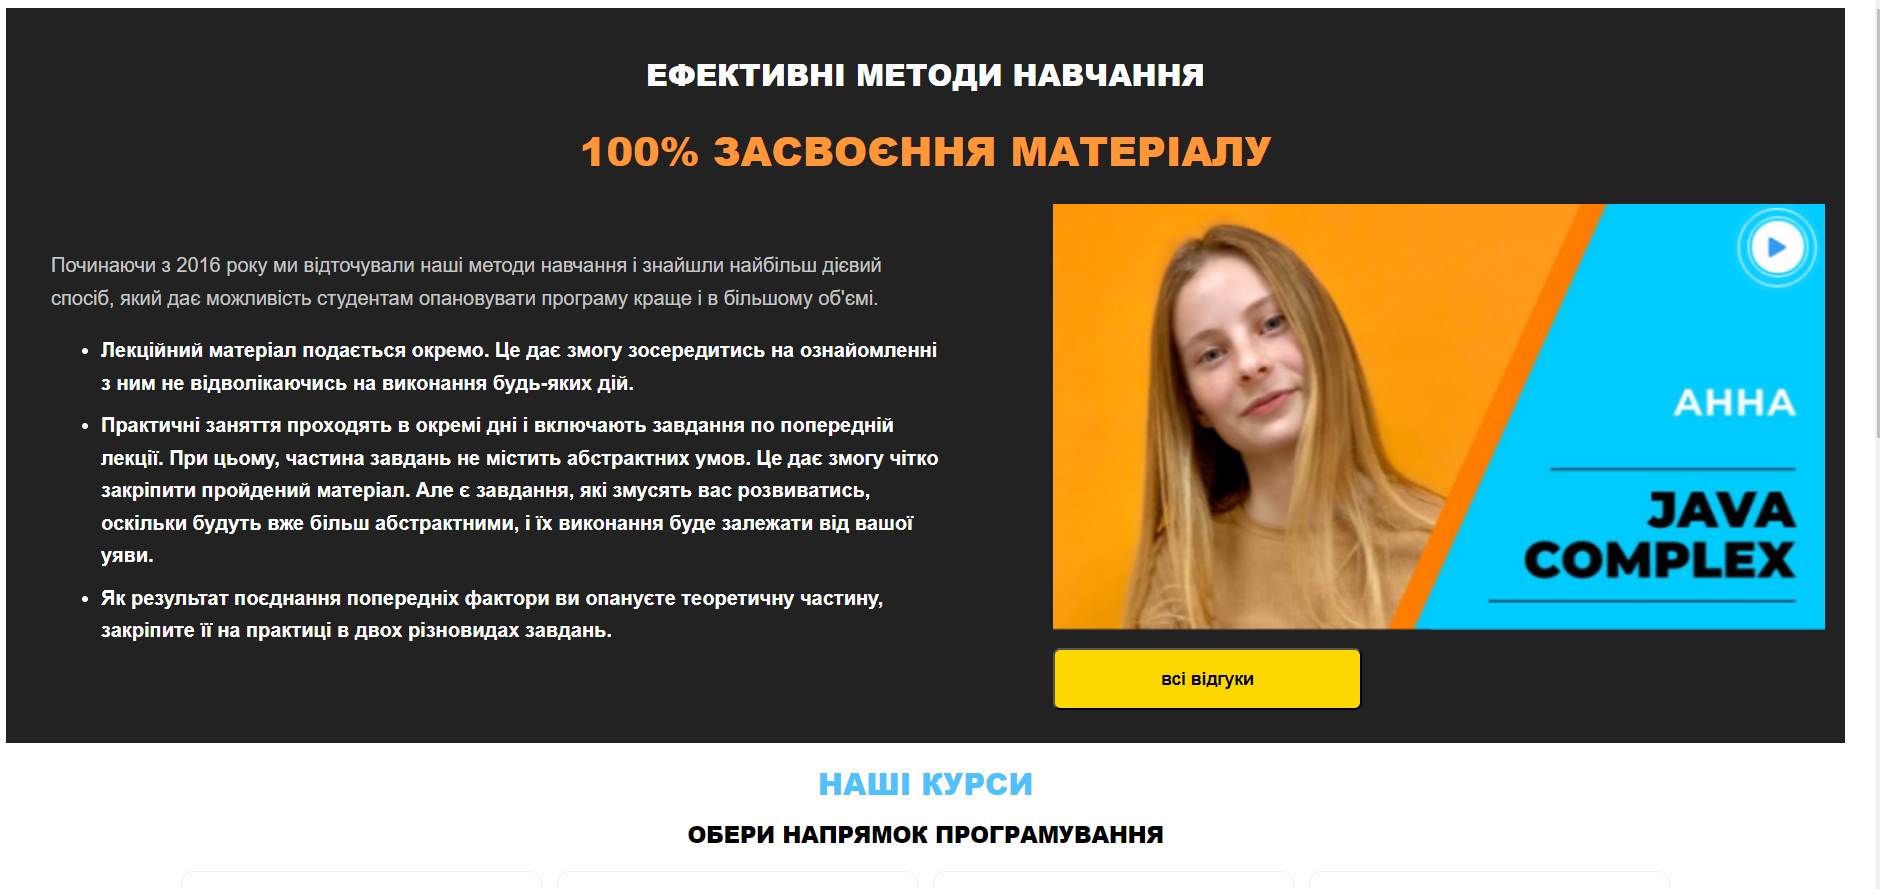 ЕФЕКТИВНІ МЕТОДИ НАВЧАННЯ
100% ЗАСВОЄННЯ МАТЕРІАЛУ
Починаючи з 2016 року ми відточували наші методи навчання і знайшли найбільш дієвий
спосіб, який дає можливість студентам опановувати програму краще і в більшому об'ємі.
• Лекційний матеріал подається окремо. Це дає змогу зосередитись на ознайомленні
з ним не відволікаючись на виконання будь-яких дій.
• Практичні заняття проходять в окремі дні і включають завдання по попередній
лекції. При цьому, частина завдань не містить абстрактних умов. Це дає змогу чітко
закріпити пройдений матеріал. Але є завдання, які змусять вас розвиватись,
оскільки будуть вже більш абстрактними, і їх виконання буде залежати від вашої
уяви.
• Як результат поєднання попередніх фактори ви опануєте теоретичну частину,
закріпите її на практиці в двох різновидах завдань.
АННА
JAVA
COMPLEX
всі відгуки
НАШІ КУРСИ
ОБЕРИ НАПРЯМОК ПРОГРАМУВАННЯ